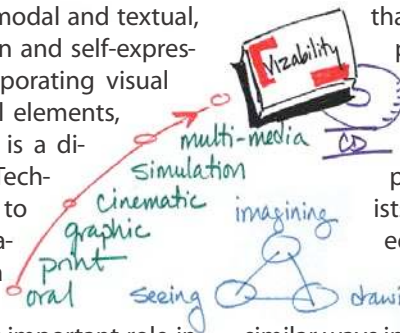 modal and textual,
n and self-expres-
porating visual
l elements,
is a di-
Tech-
to
a-
tha
p
p
ist
ec
Vizability
CD
multi-media
simulation
cinematic
graphic
print
oral
imagining
seeing
drawi
important role in
similar ways in